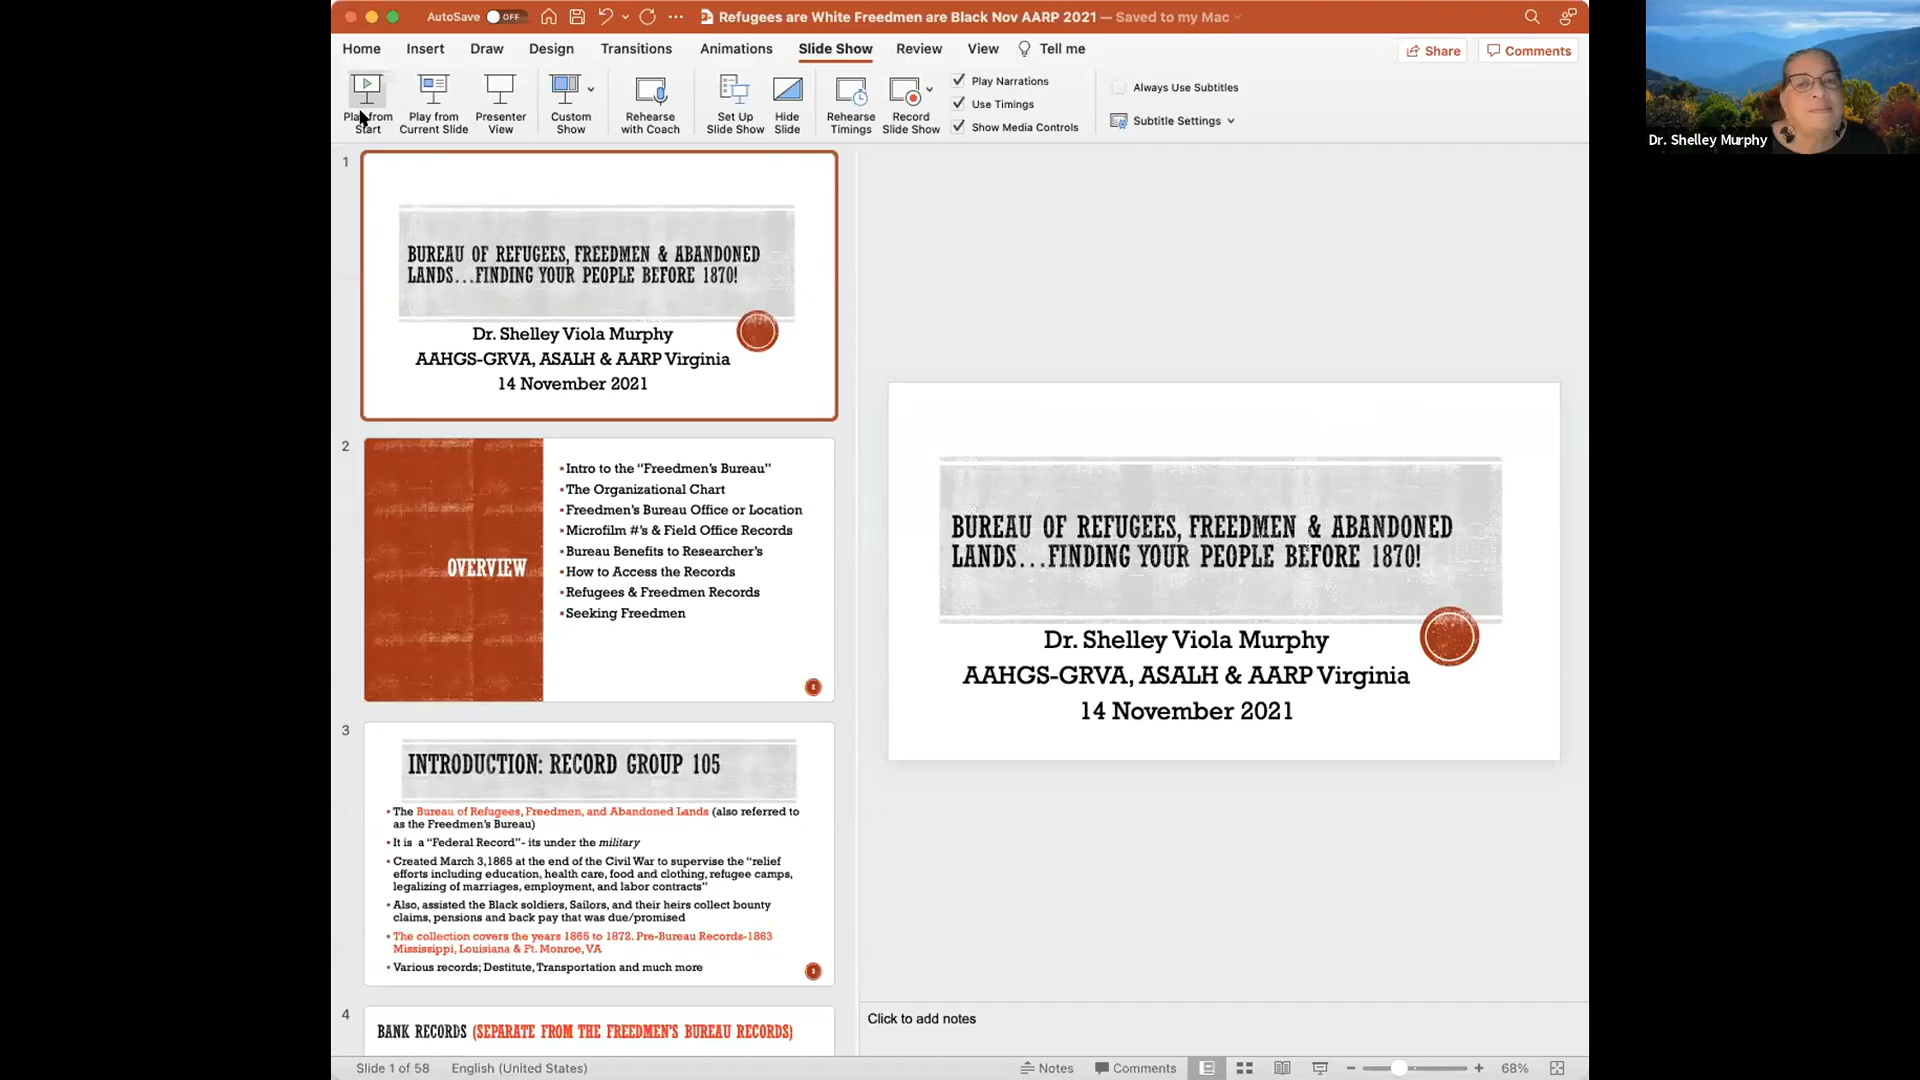 AutoSave OFF
Refugees are White Freedmen are Black Nov AARP 2021 — Saved to my Mac
Home Insert Draw Design Transitions Animations Slide Show Review View Tell me
Share Comments
Play from Start
Play from Current Slide
Presenter View
Custom Show
Rehearse with Coach
Set Up Slide Show
Hide Slide
Rehearse Timings
Record Slide Show
Play Narrations
Use Timings
Show Media Controls
Always Use Subtitles
Subtitle Settings
Dr. Shelley Murphy
1
BUREAU OF REFUGEES, FREEDMEN & ABANDONED
LANDS...FINDING YOUR PEOPLE BEFORE 1870!
Dr. Shelley Viola Murphy
AAHGS-GRVA, ASALH & AARP Virginia
14 November 2021
2
OVERVIEW
▪Intro to the “Freedmen’s Bureau”
▪The Organizational Chart
▪Freedmen’s Bureau Office or Location
▪Microfilm #’s & Field Office Records
▪Bureau Benefits to Researcher’s
▪How to Access the Records
▪Refugees & Freedmen Records
▪Seeking Freedmen
2
3
INTRODUCTION: RECORD GROUP 105
▪The Bureau of Refugees, Freedmen, and Abandoned Lands (also referred to
as the Freedmen’s Bureau)
▪It is a “Federal Record”- its under the military
▪Created March 3,1865 at the end of the Civil War to supervise the “relief
efforts including education, health care, food and clothing, refugee camps,
legalizing of marriages, employment, and labor contracts”
▪Also, assisted the Black soldiers, Sailors, and their heirs collect bounty
claims, pensions and back pay that was due/promised
▪The collection covers the years 1865 to 1872. Pre-Bureau Records-1863
Mississippi, Louisiana & Ft. Monroe, VA
▪Various records; Destitute, Transportation and much more
3
4
BANK RECORDS (SEPARATE FROM THE FREEDMEN’S BUREAU RECORDS)
BUREAU OF REFUGEES, FREEDMEN & ABANDONED
LANDS...FINDING YOUR PEOPLE BEFORE 1870!
Dr. Shelley Viola Murphy
AAHGS-GRVA, ASALH & AARP Virginia
14 November 2021
Click to add notes
Slide 1 of 58 English (United States)
Notes Comments 68%